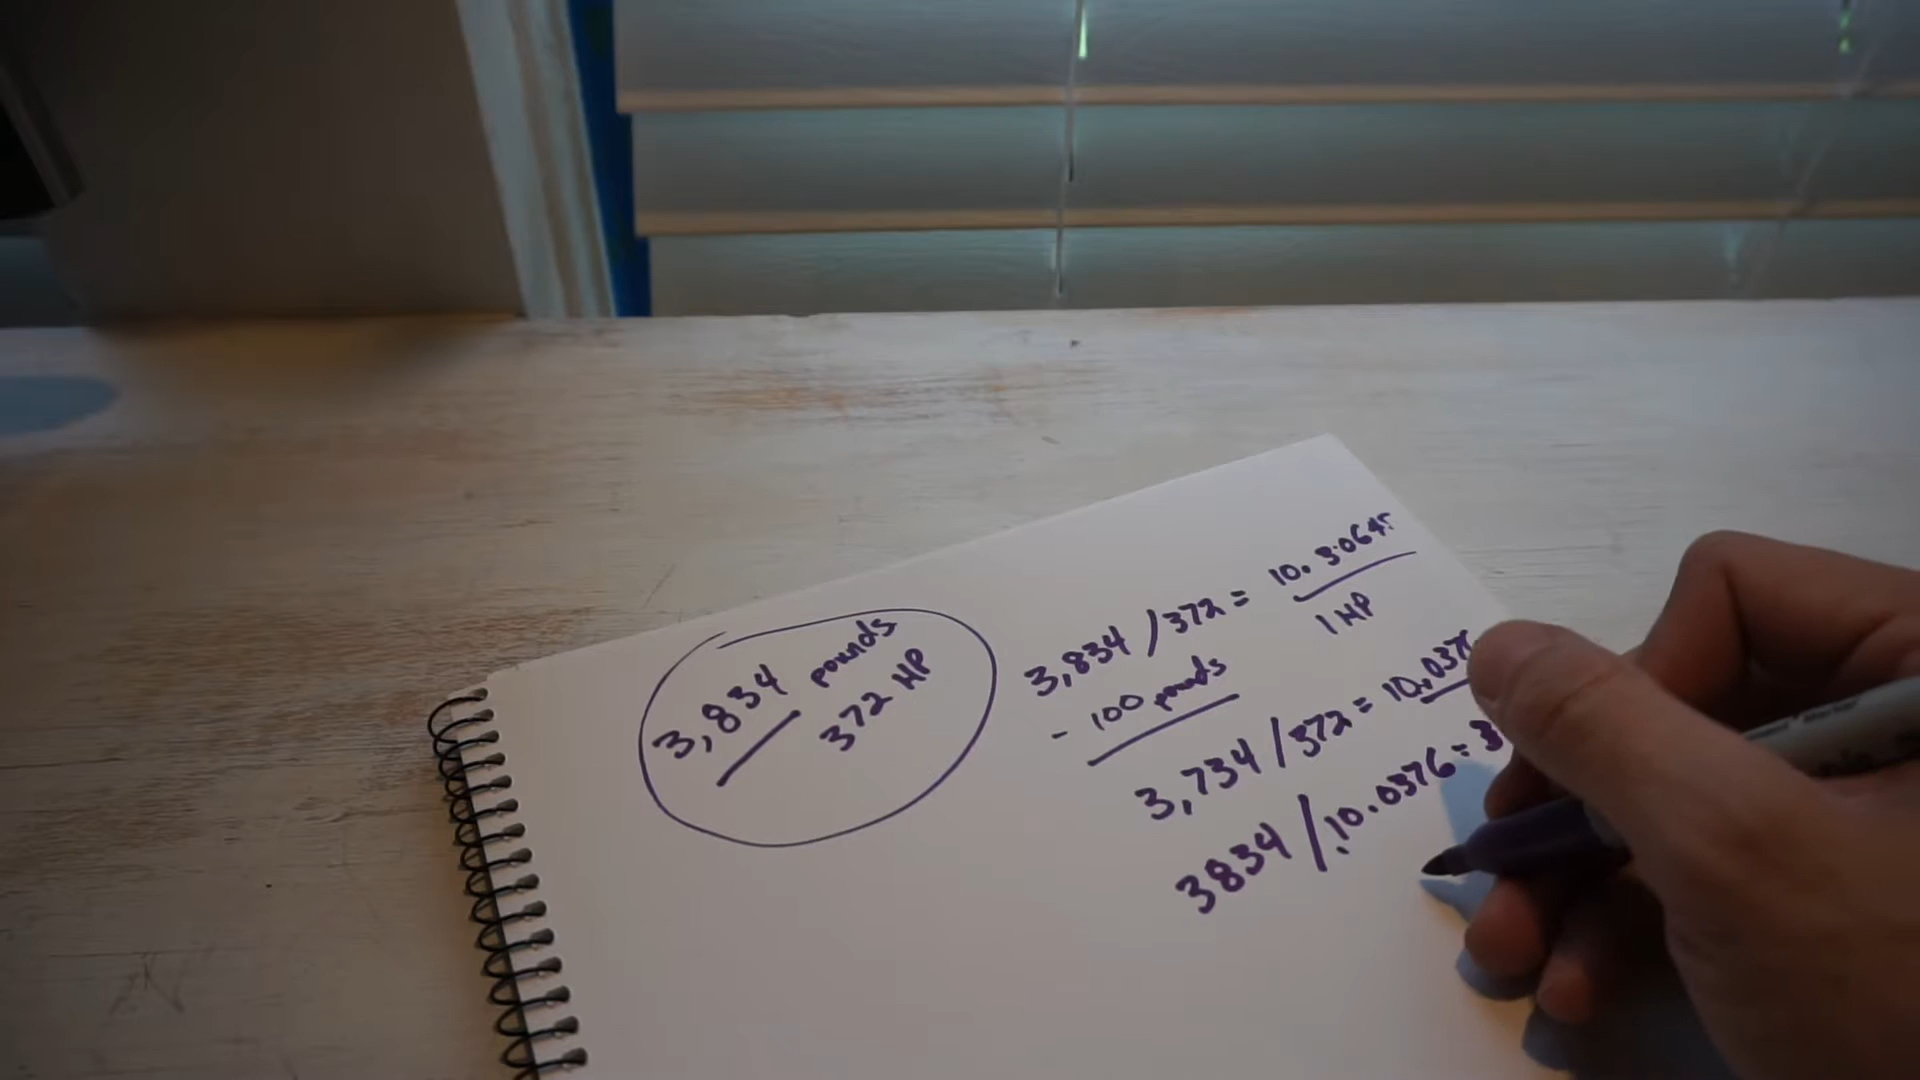 3,834 pounds
372 HP
3,834 / 372 = 10.30645
1 HP
- 100 pounds
3,734 / 372 = 10.037
3834 / 10.0376 = 3